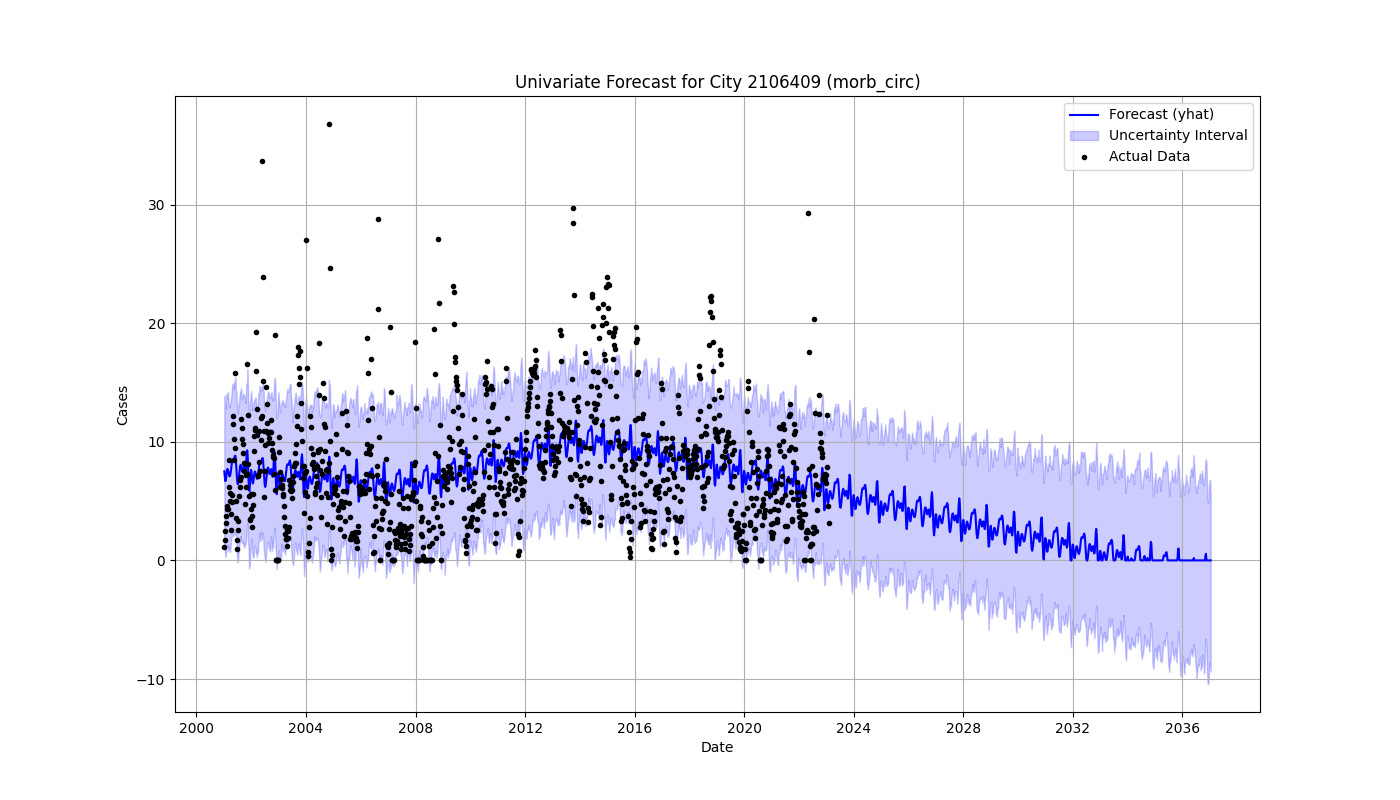 Univariate Forecast for City 2106409 (morb_circ)
Forecast (yhat)
Uncertainty Interval
Actual Data
Cases
30
20
10
0
−10
2000 2004 2008 2012 2016 2020 2024 2028 2032 2036
Date